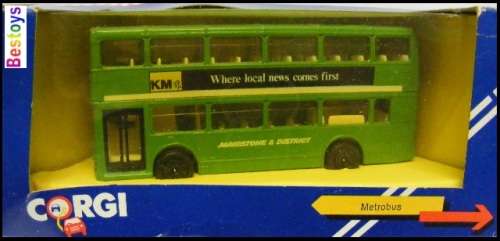 Bestoys
KM
Where local news comes first
MAIDSTONE & DISTRICT
CORGI
Metrobus